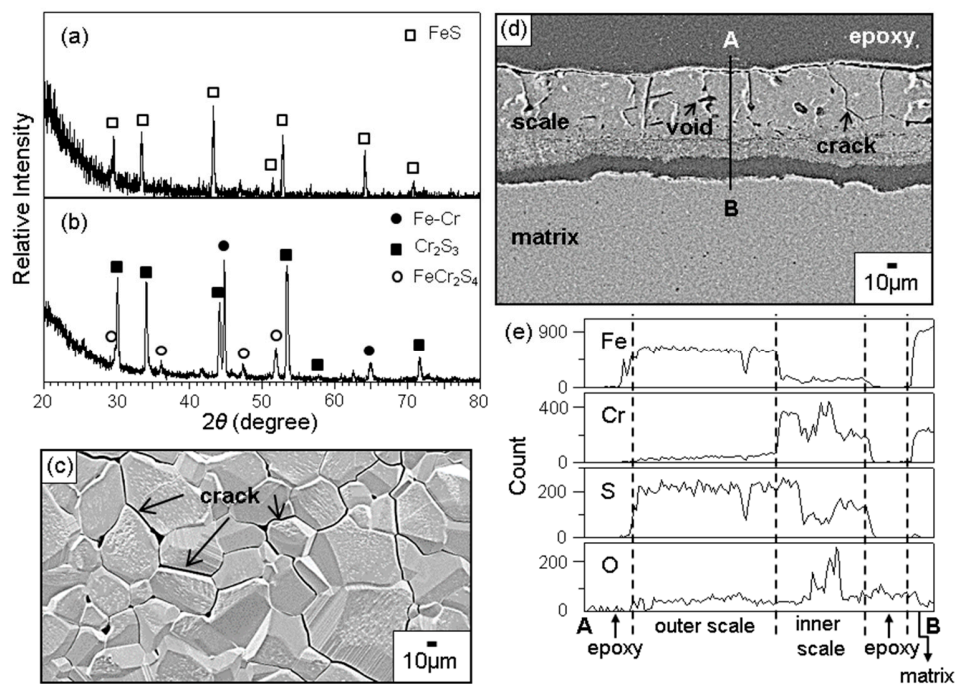 (a)
□ FeS
(b)
● Fe-Cr
■ Cr₂S₃
○ FeCr₂S₄
Relative Intensity
20 30 40 50 60 70 80
2θ (degree)
(c)
crack
10μm
(d)
A
epoxy
scale
void
crack
B
matrix
10μm
(e)
Count
Fe
900
0
Cr
400
0
S
200
0
O
200
0
A
epoxy
outer scale
inner
scale
epoxy
B
matrix